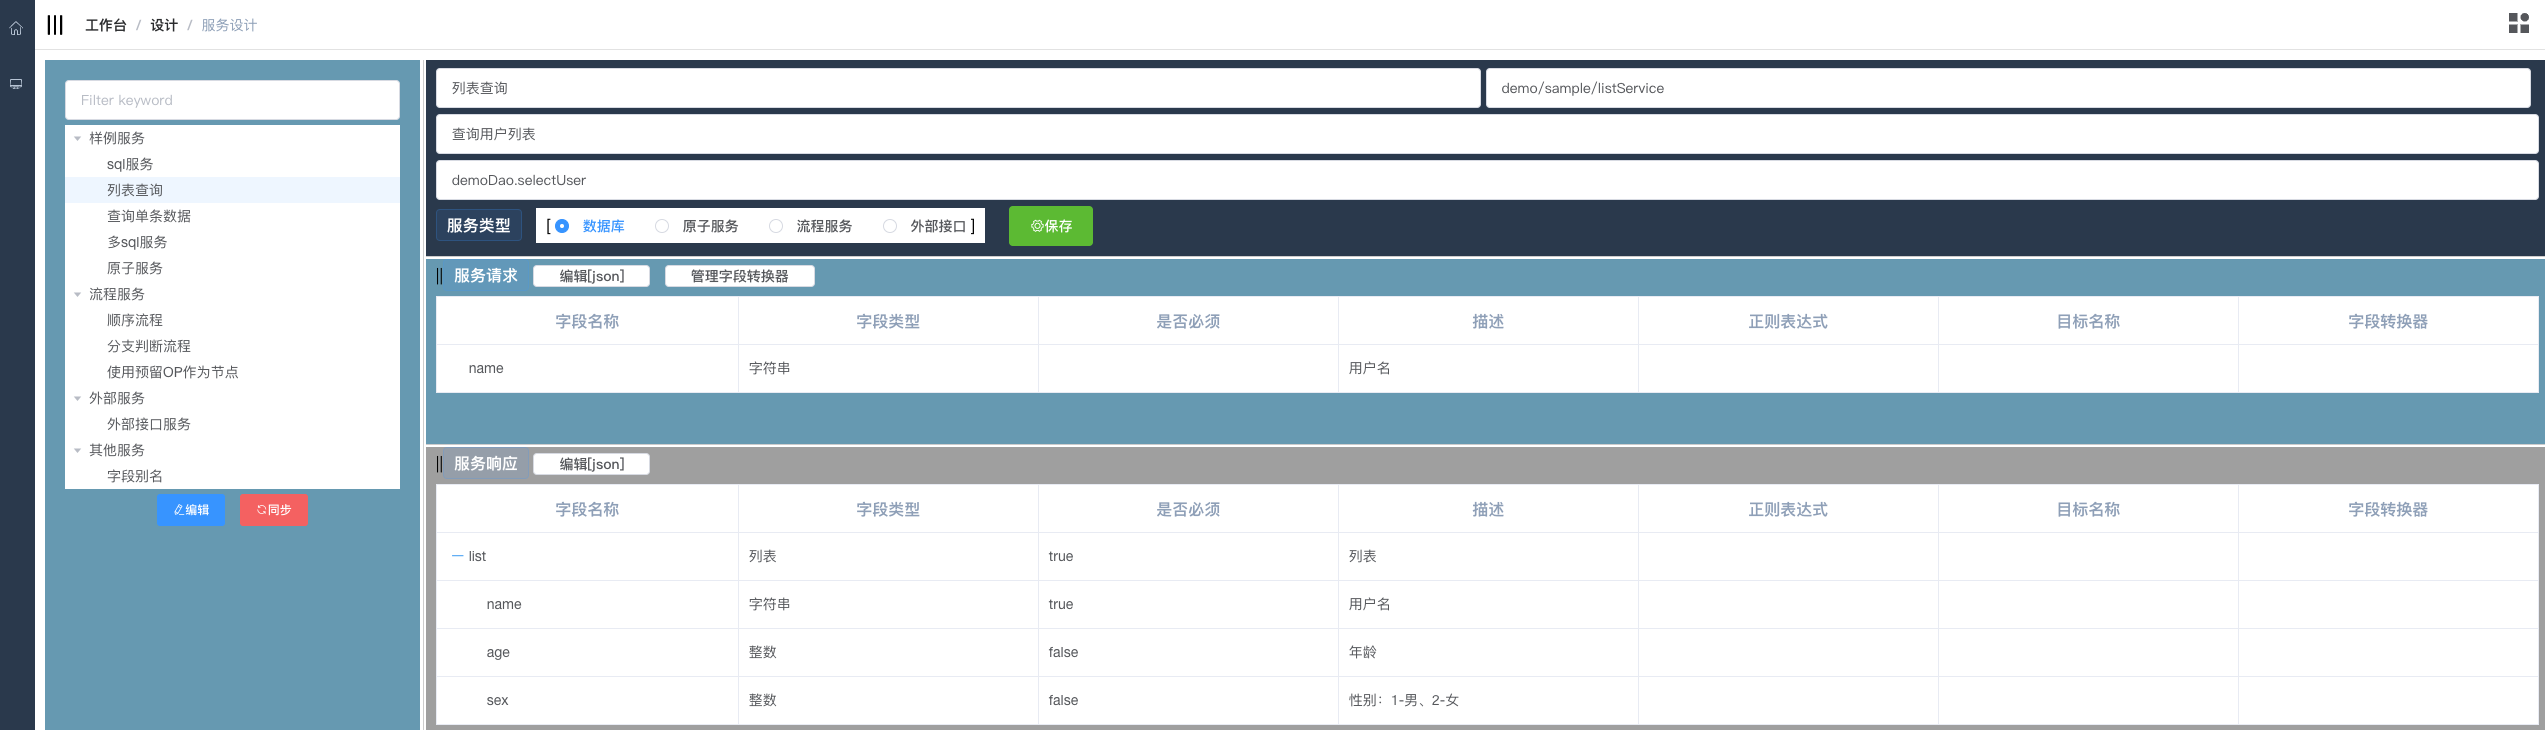 工作台 / 设计 / 服务设计
Filter keyword
样例服务
sql服务
列表查询
查询单条数据
多sql服务
原子服务
流程服务
顺序流程
分支判断流程
使用预留OP作为节点
外部服务
外部接口服务
其他服务
字段别名
编辑 同步
列表查询 demo/sample/listService
查询用户列表
demoDao.selectUser
服务类型 [ 数据库 原子服务 流程服务 外部接口 ] 保存
服务请求 编辑[json] 管理字段转换器
字段名称 字段类型 是否必须 描述 正则表达式 目标名称 字段转换器
name 字符串 用户名
服务响应 编辑[json]
字段名称 字段类型 是否必须 描述 正则表达式 目标名称 字段转换器
list 列表 true 列表
name 字符串 true 用户名
age 整数 false 年龄
sex 整数 false 性别：1-男、2-女